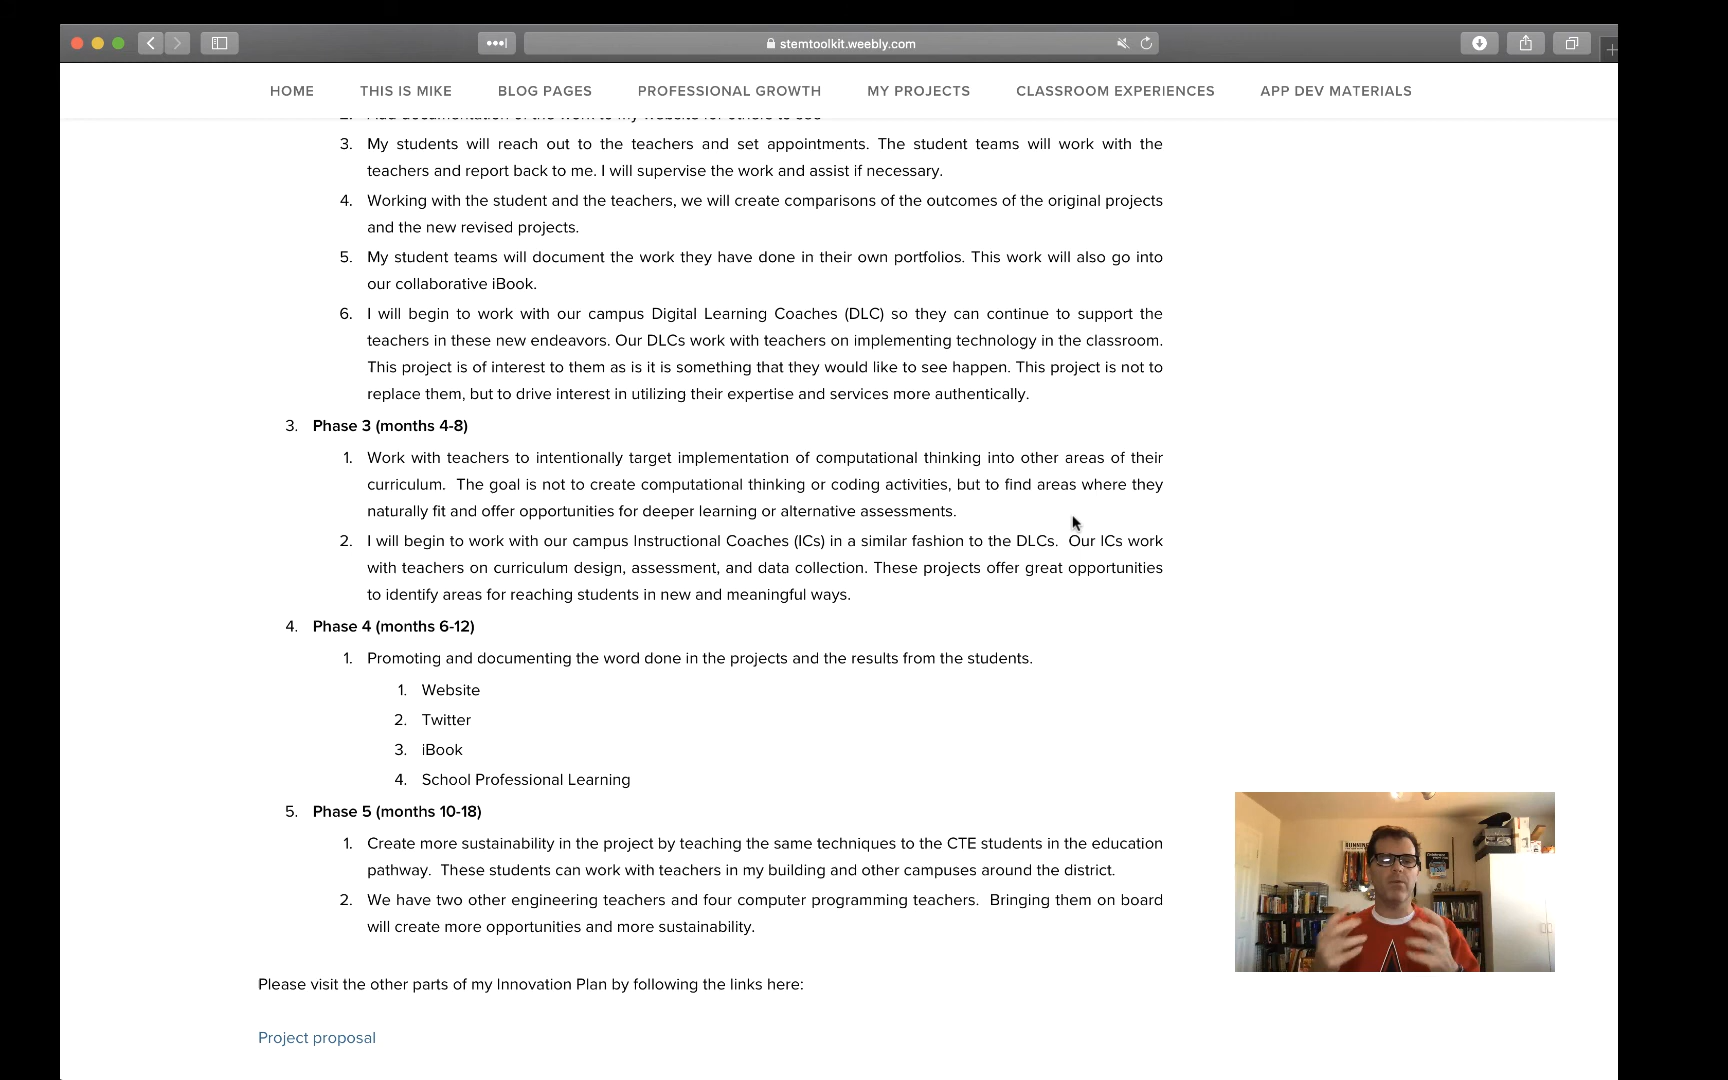 stemtoolkit.weebly.com
HOME THIS IS MIKE BLOG PAGES PROFESSIONAL GROWTH MY PROJECTS CLASSROOM EXPERIENCES APP DEV MATERIALS
3. My students will reach out to the teachers and set appointments. The student teams will work with the
teachers and report back to me. I will supervise the work and assist if necessary.
4. Working with the student and the teachers, we will create comparisons of the outcomes of the original projects
and the new revised projects.
5. My student teams will document the work they have done in their own portfolios. This work will also go into
our collaborative iBook.
6. I will begin to work with our campus Digital Learning Coaches (DLC) so they can continue to support the
teachers in these new endeavors. Our DLCs work with teachers on implementing technology in the classroom.
This project is of interest to them as is it is something that they would like to see happen. This project is not to
replace them, but to drive interest in utilizing their expertise and services more authentically.
3. Phase 3 (months 4-8)
1. Work with teachers to intentionally target implementation of computational thinking into other areas of their
curriculum. The goal is not to create computational thinking or coding activities, but to find areas where they
naturally fit and offer opportunities for deeper learning or alternative assessments.
2. I will begin to work with our campus Instructional Coaches (ICs) in a similar fashion to the DLCs. Our ICs work
with teachers on curriculum design, assessment, and data collection. These projects offer great opportunities
to identify areas for reaching students in new and meaningful ways.
4. Phase 4 (months 6-12)
1. Promoting and documenting the word done in the projects and the results from the students.
1. Website
2. Twitter
3. iBook
4. School Professional Learning
5. Phase 5 (months 10-18)
1. Create more sustainability in the project by teaching the same techniques to the CTE students in the education
pathway. These students can work with teachers in my building and other campuses around the district.
2. We have two other engineering teachers and four computer programming teachers. Bringing them on board
will create more opportunities and more sustainability.
Please visit the other parts of my Innovation Plan by following the links here:
Project proposal